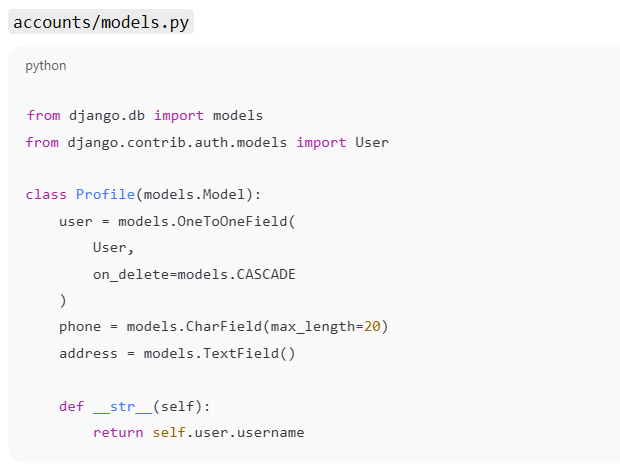 accounts/models.py
python
from django.db import models
from django.contrib.auth.models import User
class Profile(models.Model):
    user = models.OneToOneField(
        User,
        on_delete=models.CASCADE
    )
    phone = models.CharField(max_length=20)
    address = models.TextField()
    def __str__(self):
        return self.user.username